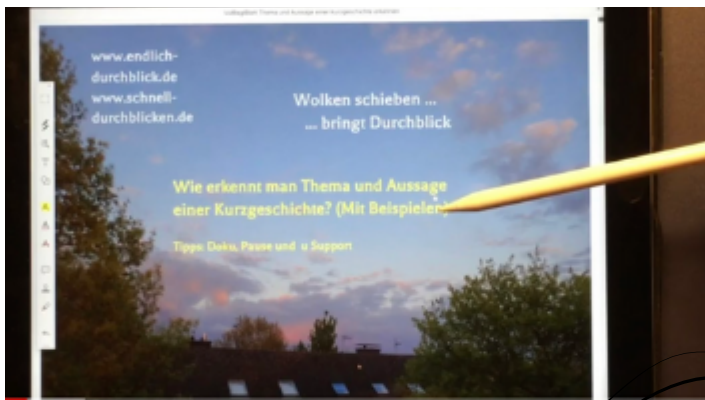 www.endlich-
durchblick.de
www.schnell-
durchblicken.de
Wolken schieben ...
.... bringt Durchblick
Wie erkennt man Thema und Aussage
einer Kurzgeschichte? (Mit Beispielen)
Tipps: Doku, Pause und u Support